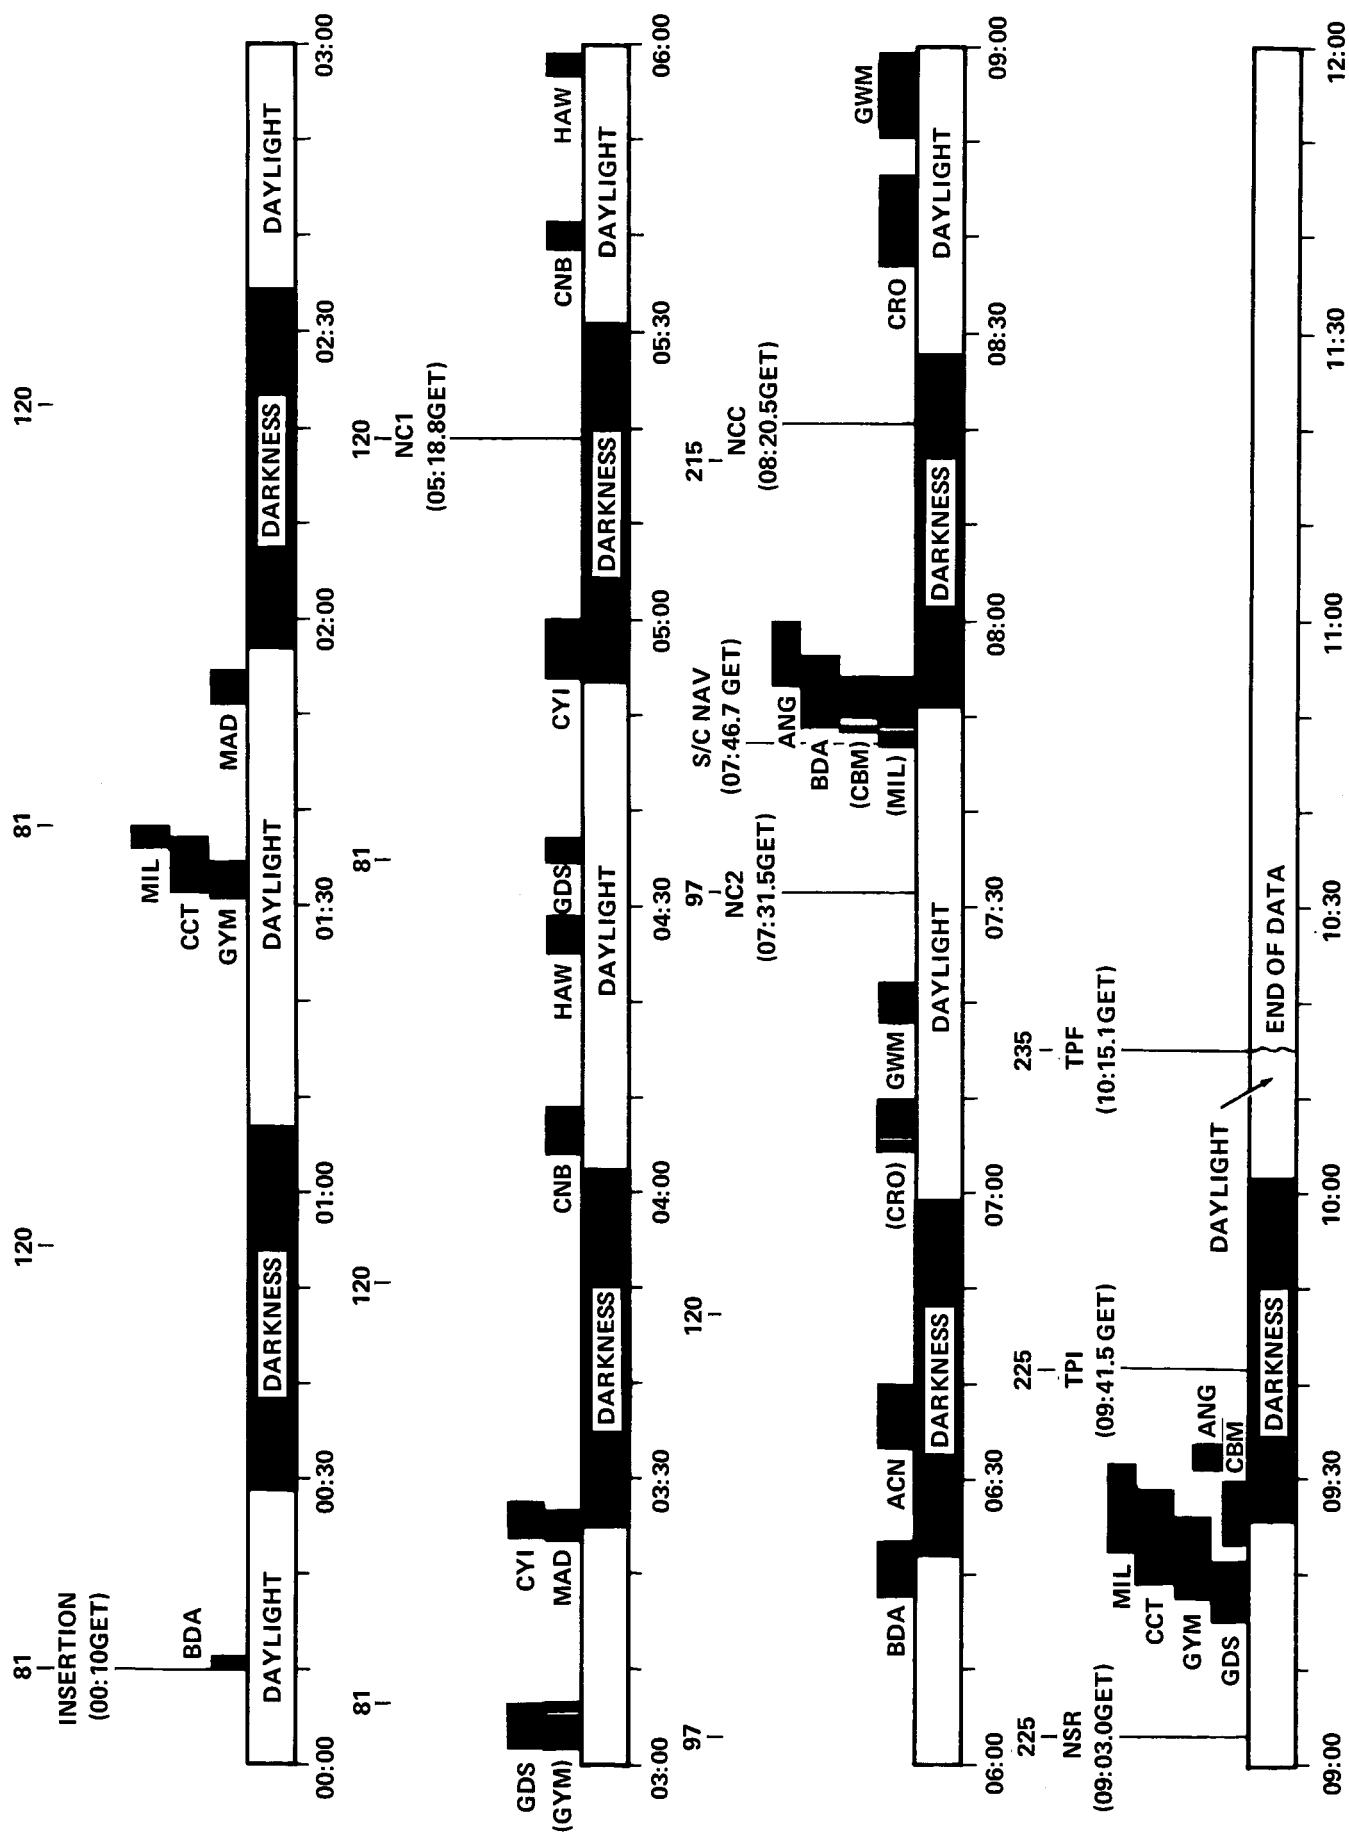 81
120
81
120
INSERTION
(00:10GET)
BDA
MIL
CCT
GYM
MAD
DAYLIGHT
DARKNESS
DAYLIGHT
DARKNESS
DAYLIGHT
00:00
00:30
01:00
01:30
02:00
02:30
03:00
81
120
81
120
NC1
(05:18.8GET)
GDS
(GYM)
CYI
MAD
CNB
HAW
GDS
CYI
CNB
HAW
DARKNESS
DAYLIGHT
DARKNESS
DAYLIGHT
03:00
03:30
04:00
04:30
05:00
05:30
06:00
97
120
97
NC2
(07:31.5GET)
S/C NAV
(07:46.7 GET)
215
NCC
(08:20.5GET)
BDA
ACN
(CRO)
GWM
ANG
BDA
(CBM)
(MIL)
CRO
GWM
DARKNESS
DAYLIGHT
DARKNESS
DAYLIGHT
06:00
06:30
07:00
07:30
08:00
08:30
09:00
225
NSR
(09:03.0GET)
225
TPI
(09:41.5 GET)
235
TPF
(10:15.1GET)
MIL
CCT
GYM
GDS
ANG
CBM
DAYLIGHT
DARKNESS
END OF DATA
09:00
09:30
10:00
10:30
11:00
11:30
12:00